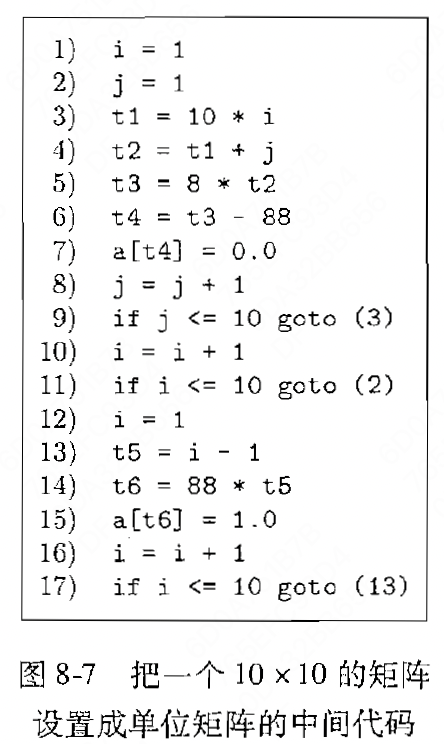 1) i = 1
2) j = 1
3) t1 = 10 * i
4) t2 = t1 + j
5) t3 = 8 * t2
6) t4 = t3 - 88
7) a[t4] = 0.0
8) j = j + 1
9) if j <= 10 goto (3)
10) i = i + 1
11) if i <= 10 goto (2)
12) i = 1
13) t5 = i - 1
14) t6 = 88 * t5
15) a[t6] = 1.0
16) i = i + 1
17) if i <= 10 goto (13)
图 8-7 把一个 10 × 10 的矩阵
设置成单位矩阵的中间代码